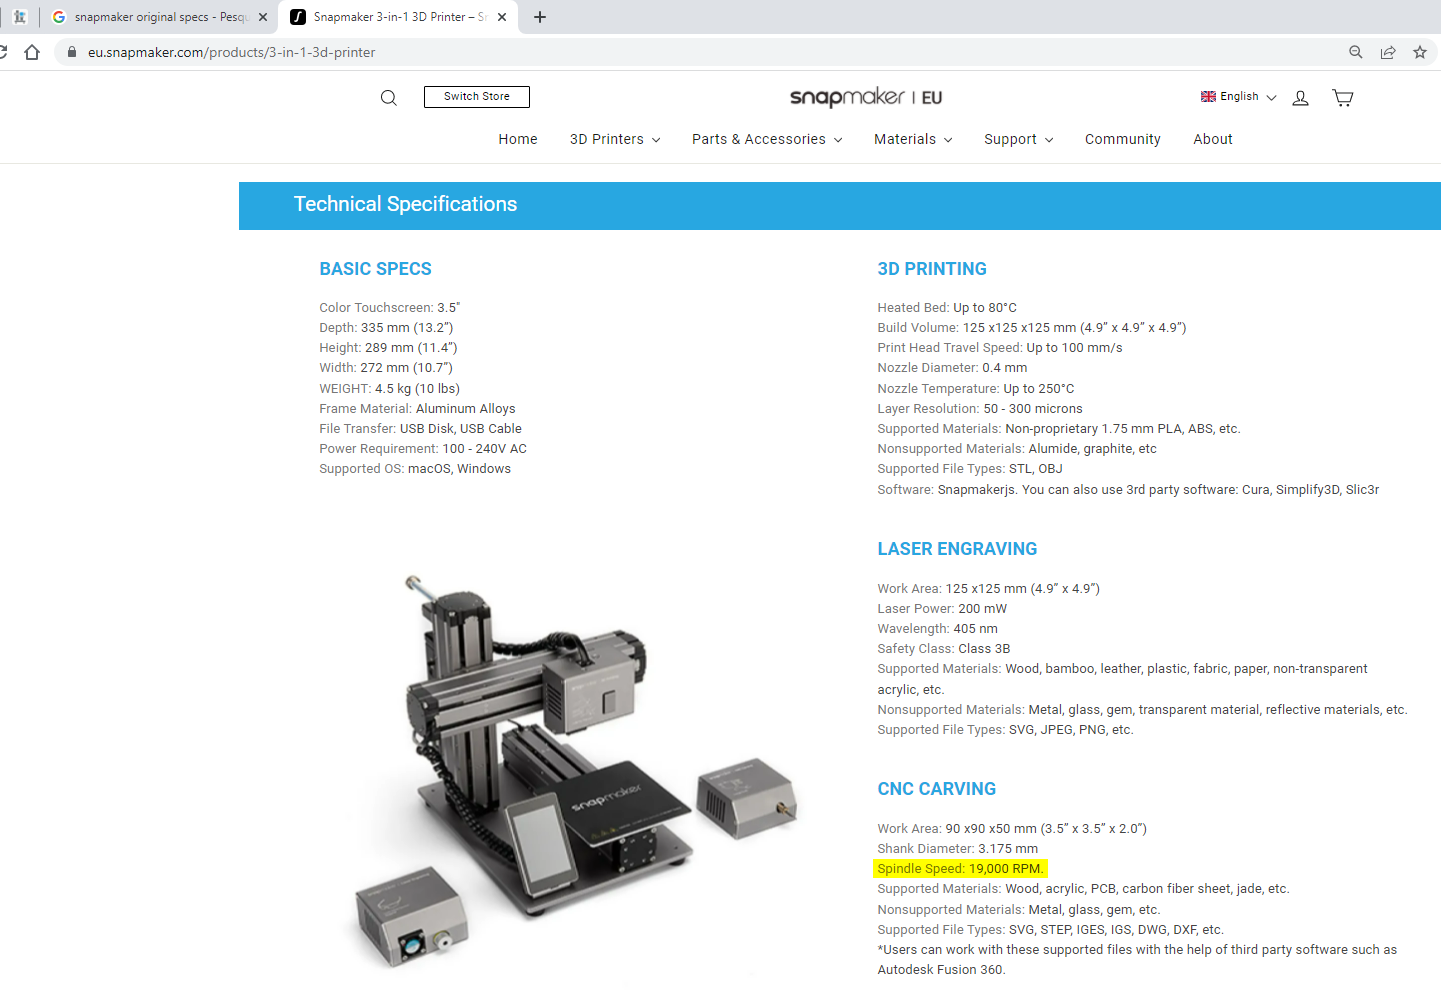 snapmaker original specs - Pesqu
Snapmaker 3-in-1 3D Printer – Sn
eu.snapmaker.com/products/3-in-1-3d-printer
Switch Store
snapmaker | EU
English
Home 3D Printers Parts & Accessories Materials Support Community About
Technical Specifications
BASIC SPECS
Color Touchscreen: 3.5"
Depth: 335 mm (13.2”)
Height: 289 mm (11.4”)
Width: 272 mm (10.7”)
WEIGHT: 4.5 kg (10 lbs)
Frame Material: Aluminum Alloys
File Transfer: USB Disk, USB Cable
Power Requirement: 100 - 240V AC
Supported OS: macOS, Windows
snapmaker
3D PRINTING
Heated Bed: Up to 80°C
Build Volume: 125 x125 x125 mm (4.9” x 4.9” x 4.9”)
Print Head Travel Speed: Up to 100 mm/s
Nozzle Diameter: 0.4 mm
Nozzle Temperature: Up to 250°C
Layer Resolution: 50 - 300 microns
Supported Materials: Non-proprietary 1.75 mm PLA, ABS, etc.
Nonsupported Materials: Alumide, graphite, etc
Supported File Types: STL, OBJ
Software: Snapmakerjs. You can also use 3rd party software: Cura, Simplify3D, Slic3r
LASER ENGRAVING
Work Area: 125 x125 mm (4.9” x 4.9”)
Laser Power: 200 mW
Wavelength: 405 nm
Safety Class: Class 3B
Supported Materials: Wood, bamboo, leather, plastic, fabric, paper, non-transparent
acrylic, etc.
Nonsupported Materials: Metal, glass, gem, transparent material, reflective materials, etc.
Supported File Types: SVG, JPEG, PNG, etc.
CNC CARVING
Work Area: 90 x90 x50 mm (3.5” x 3.5” x 2.0”)
Shank Diameter: 3.175 mm
Spindle Speed: 19,000 RPM.
Supported Materials: Wood, acrylic, PCB, carbon fiber sheet, jade, etc.
Nonsupported Materials: Metal, glass, gem, etc.
Supported File Types: SVG, STEP, IGES, IGS, DWG, DXF, etc.
*Users can work with these supported files with the help of third party software such as
Autodesk Fusion 360.